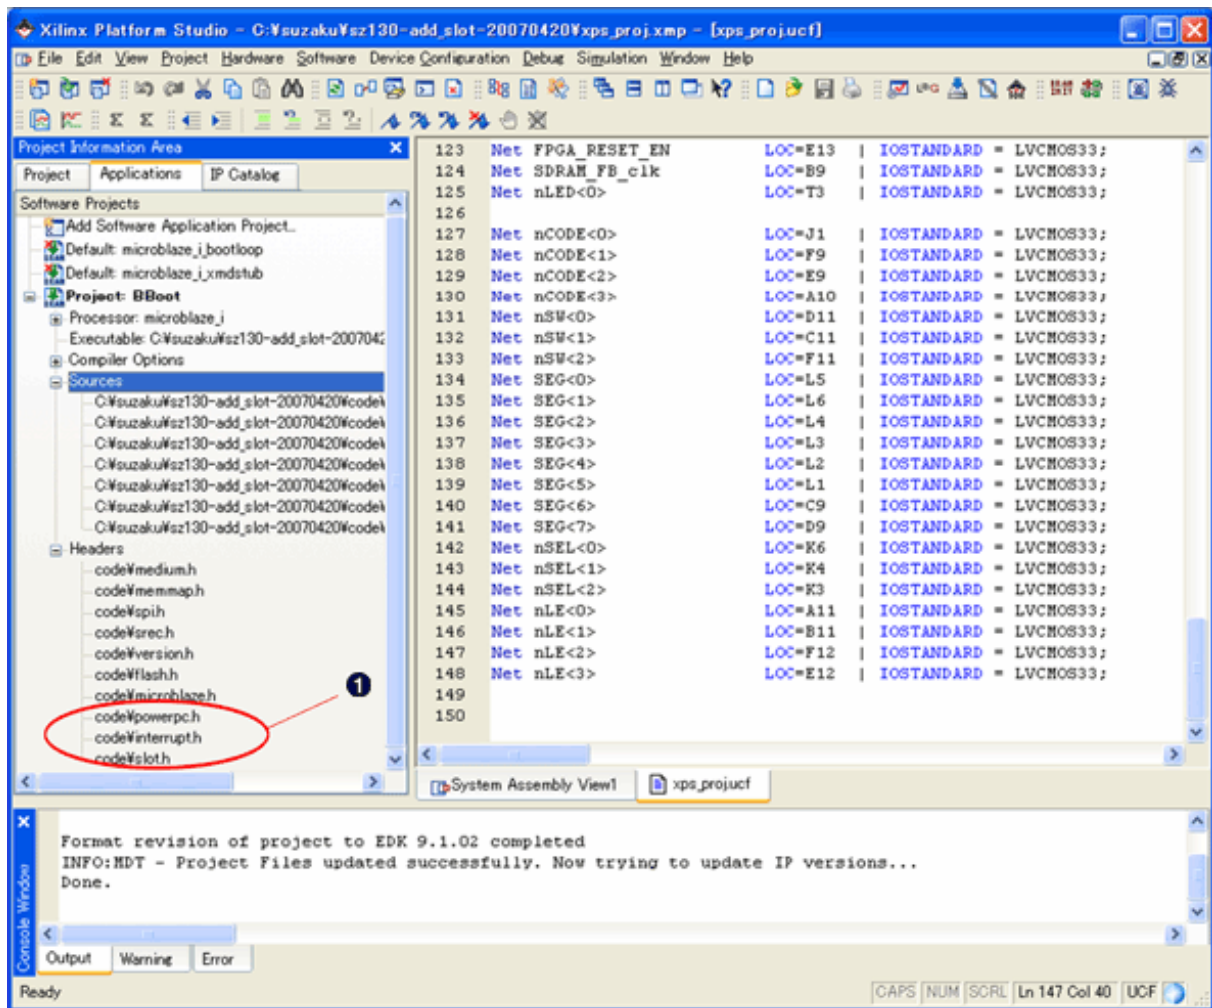 Xilinx Platform Studio - C:¥suzaku¥sz130-add_slot-20070420¥xps_proj.xmp - [xps_proj.ucf]
File Edit View Project Hardware Software Device Configuration Debug Simulation Window Help
Project Information Area
Project Applications IP Catalog
Software Projects
Add Software Application Project...
Default: microblaze_i_bootloop
Default: microblaze_i_xmdstub
Project: BBoot
Processor: microblaze_i
Executable: C:¥suzaku¥sz130-add_slot-2007042
Compiler Options
Sources
C:¥suzaku¥sz130-add_slot-20070420¥code¥
C:¥suzaku¥sz130-add_slot-20070420¥code¥
C:¥suzaku¥sz130-add_slot-20070420¥code¥
C:¥suzaku¥sz130-add_slot-20070420¥code¥
C:¥suzaku¥sz130-add_slot-20070420¥code¥
C:¥suzaku¥sz130-add_slot-20070420¥code¥
C:¥suzaku¥sz130-add_slot-20070420¥code¥
Headers
code¥medium.h
code¥memmap.h
code¥spi.h
code¥srec.h
code¥version.h
code¥flash.h
code¥microblaze.h
code¥powerpc.h
code¥interrupt.h
code¥slot.h
1
123 Net FPGA_RESET_EN LOC=E13 | IOSTANDARD = LVCMOS33;
124 Net SDRAM_FB_clk LOC=B9 | IOSTANDARD = LVCMOS33;
125 Net nLED<0> LOC=T3 | IOSTANDARD = LVCMOS33;
126
127 Net nCODE<0> LOC=J1 | IOSTANDARD = LVCMOS33;
128 Net nCODE<1> LOC=F9 | IOSTANDARD = LVCMOS33;
129 Net nCODE<2> LOC=E9 | IOSTANDARD = LVCMOS33;
130 Net nCODE<3> LOC=A10 | IOSTANDARD = LVCMOS33;
131 Net nSW<0> LOC=D11 | IOSTANDARD = LVCMOS33;
132 Net nSW<1> LOC=C11 | IOSTANDARD = LVCMOS33;
133 Net nSW<2> LOC=F11 | IOSTANDARD = LVCMOS33;
134 Net SEG<0> LOC=L5 | IOSTANDARD = LVCMOS33;
135 Net SEG<1> LOC=L6 | IOSTANDARD = LVCMOS33;
136 Net SEG<2> LOC=L4 | IOSTANDARD = LVCMOS33;
137 Net SEG<3> LOC=L3 | IOSTANDARD = LVCMOS33;
138 Net SEG<4> LOC=L2 | IOSTANDARD = LVCMOS33;
139 Net SEG<5> LOC=L1 | IOSTANDARD = LVCMOS33;
140 Net SEG<6> LOC=C9 | IOSTANDARD = LVCMOS33;
141 Net SEG<7> LOC=D9 | IOSTANDARD = LVCMOS33;
142 Net nSEL<0> LOC=K6 | IOSTANDARD = LVCMOS33;
143 Net nSEL<1> LOC=K4 | IOSTANDARD = LVCMOS33;
144 Net nSEL<2> LOC=K3 | IOSTANDARD = LVCMOS33;
145 Net nLE<0> LOC=A11 | IOSTANDARD = LVCMOS33;
146 Net nLE<1> LOC=B11 | IOSTANDARD = LVCMOS33;
147 Net nLE<2> LOC=F12 | IOSTANDARD = LVCMOS33;
148 Net nLE<3> LOC=E12 | IOSTANDARD = LVCMOS33;
149
150
System Assembly View1 xps_proj.ucf
Console Window
Format revision of project to EDK 9.1.02 completed
INFO:MDT - Project Files updated successfully. Now trying to update IP versions...
Done.
Output Warning Error
Ready CAPS NUM SCRL Ln 147 Col 40 UCF